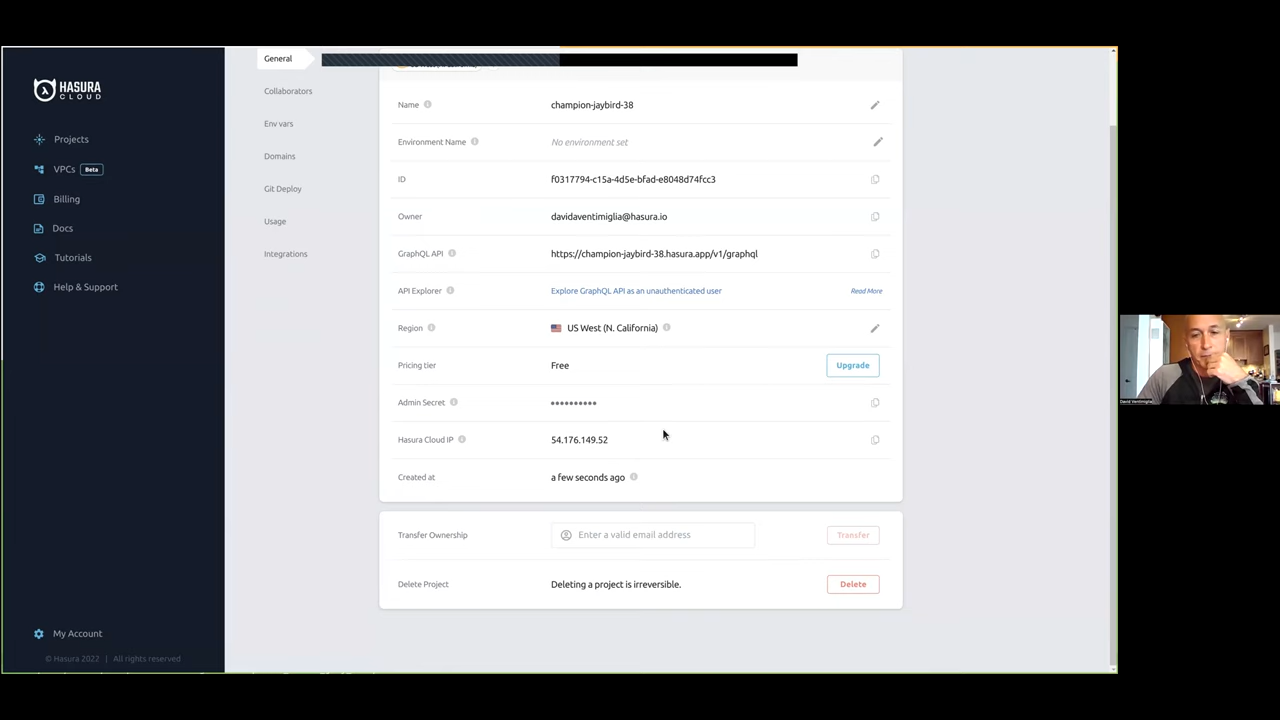 HASURA
CLOUD
Projects
VPCs Beta
Billing
Docs
Tutorials
Help & Support
My Account
© Hasura 2022 | All rights reserved
General
Collaborators
Env vars
Domains
Git Deploy
Usage
Integrations
Name champion-jaybird-38
Environment Name No environment set
ID f0317794-c15a-4d5e-bfad-e8048d74fcc3
Owner davidaventimiglia@hasura.io
GraphQL API https://champion-jaybird-38.hasura.app/v1/graphql
API Explorer Explore GraphQL API as an unauthenticated user Read More
Region US West (N. California)
Pricing tier Free Upgrade
Admin Secret ••••••••••
Hasura Cloud IP 54.176.149.52
Created at a few seconds ago
Transfer Ownership Enter a valid email address Transfer
Delete Project Deleting a project is irreversible. Delete
David Ventimiglia